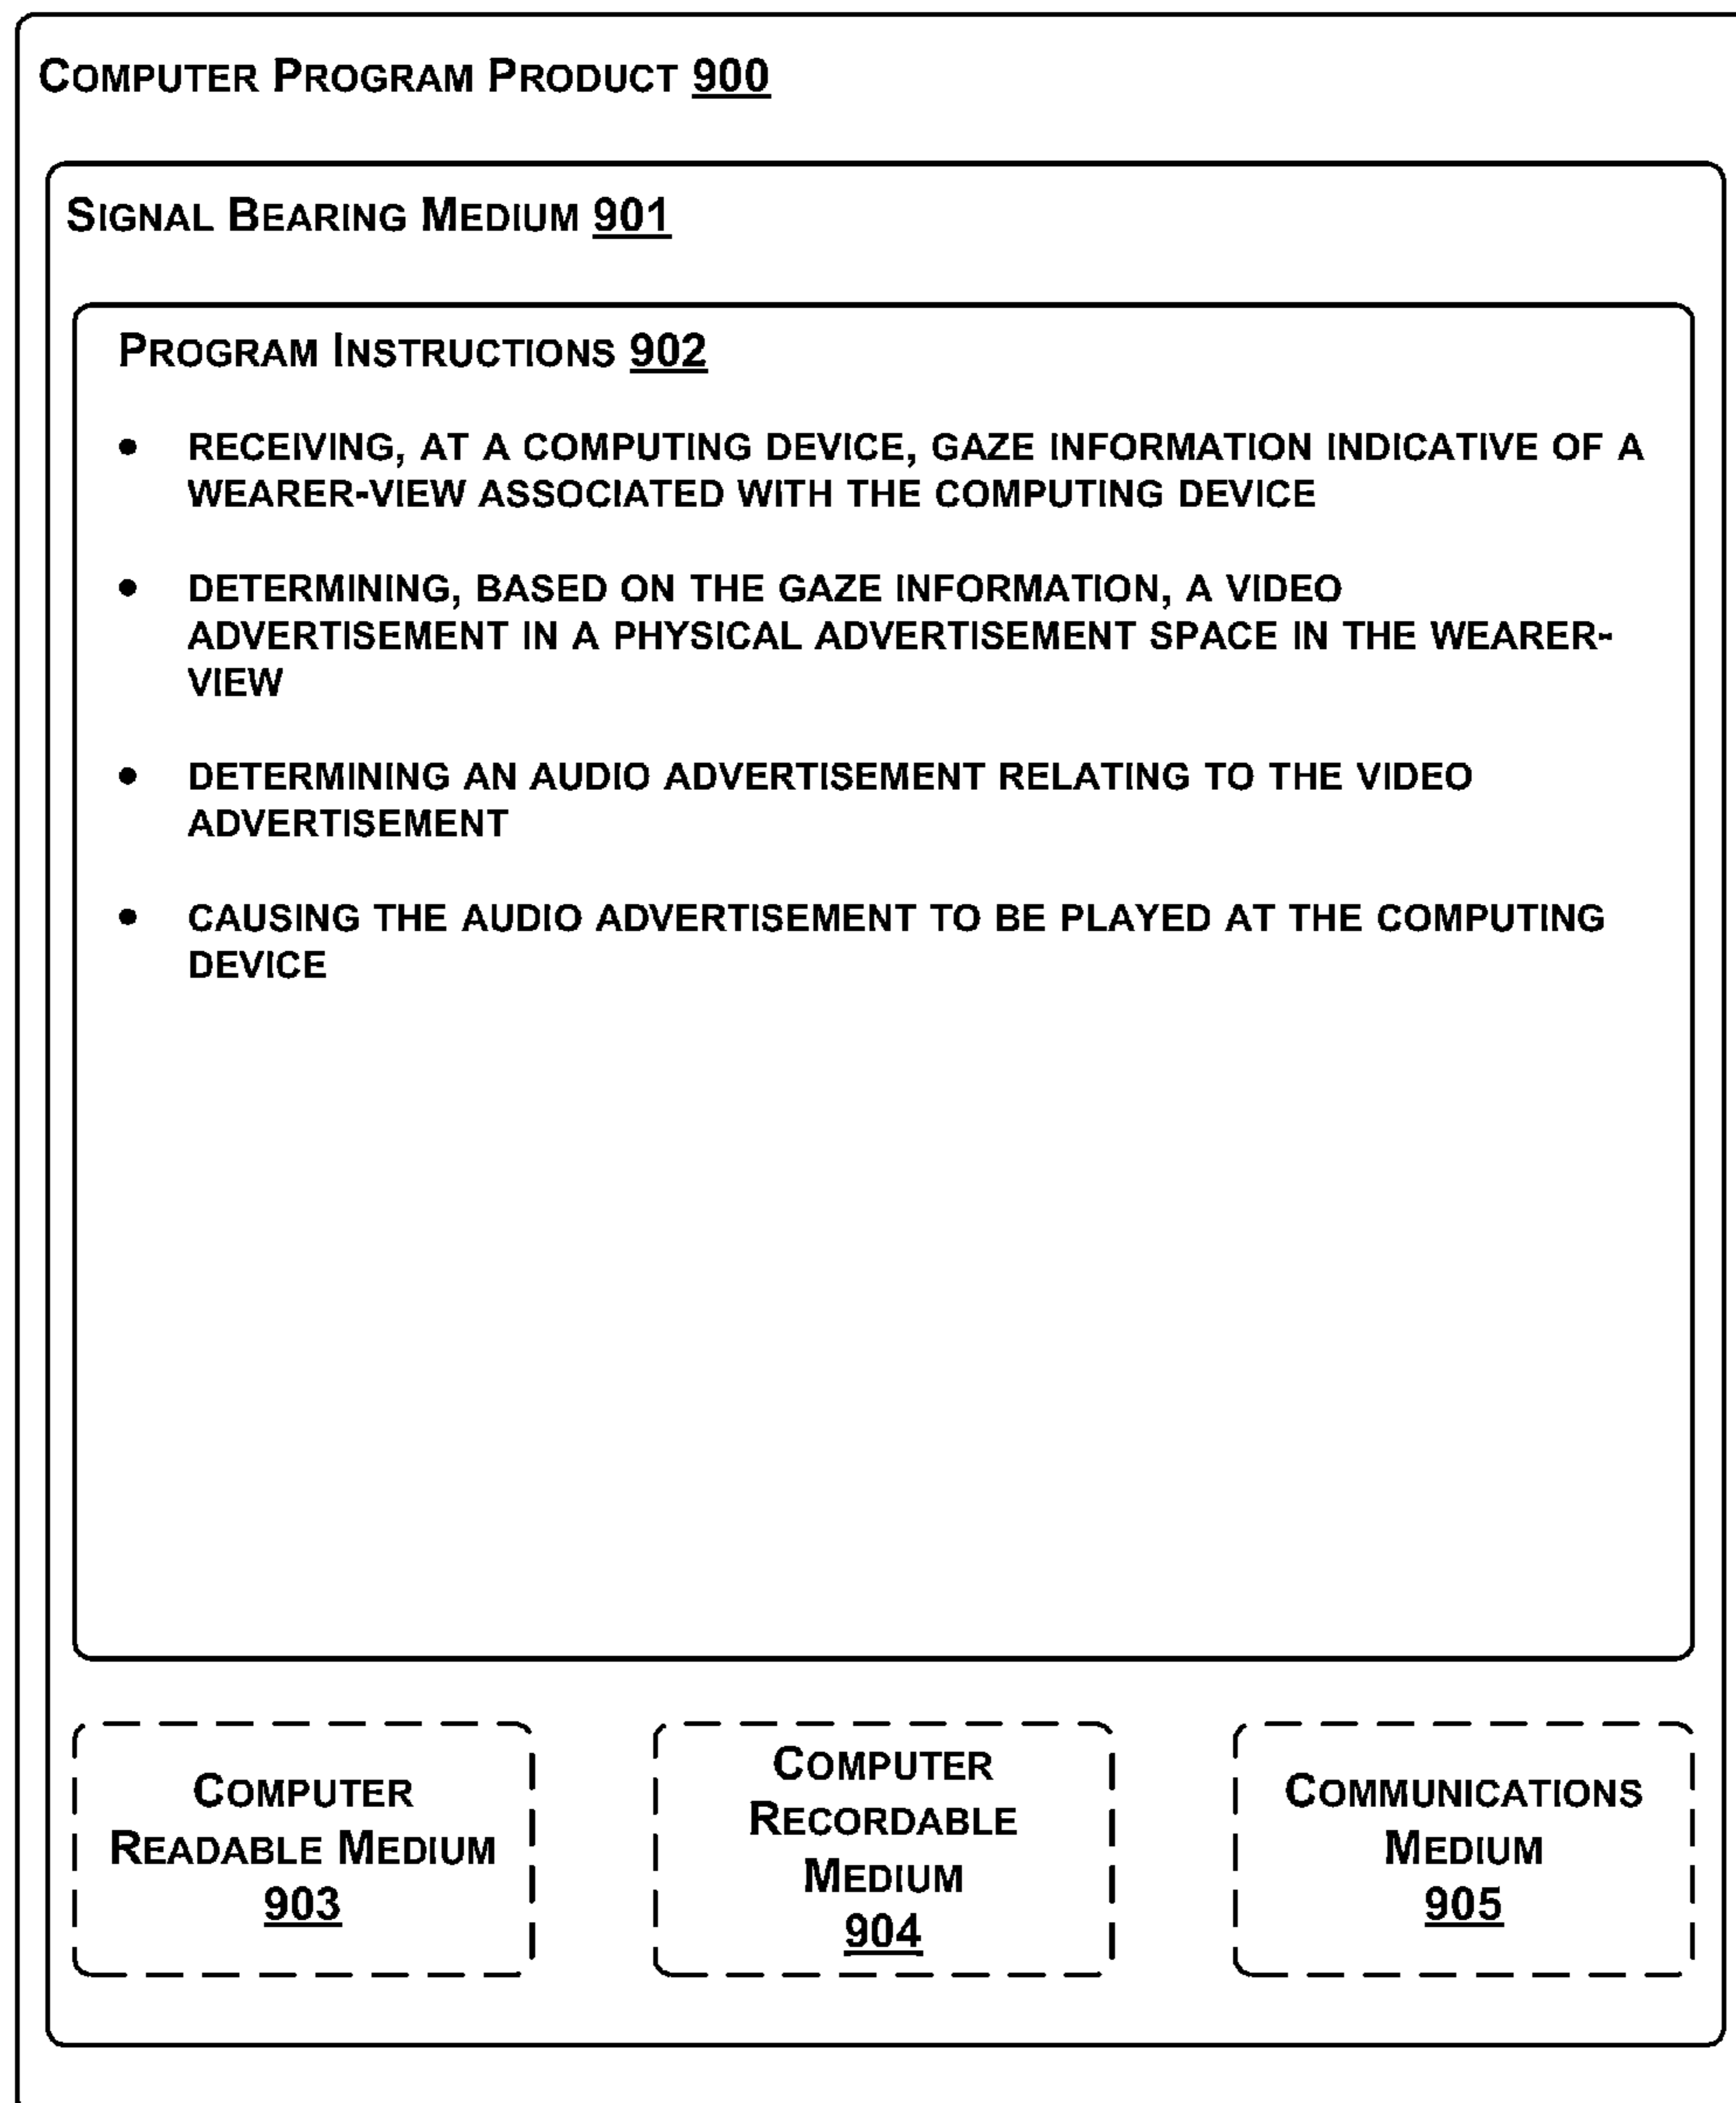 COMPUTER PROGRAM PRODUCT 900
SIGNAL BEARING MEDIUM 901
PROGRAM INSTRUCTIONS 902
• RECEIVING, AT A COMPUTING DEVICE, GAZE INFORMATION INDICATIVE OF A
WEARER-VIEW ASSOCIATED WITH THE COMPUTING DEVICE
• DETERMINING, BASED ON THE GAZE INFORMATION, A VIDEO
ADVERTISEMENT IN A PHYSICAL ADVERTISEMENT SPACE IN THE WEARER-
VIEW
• DETERMINING AN AUDIO ADVERTISEMENT RELATING TO THE VIDEO
ADVERTISEMENT
• CAUSING THE AUDIO ADVERTISEMENT TO BE PLAYED AT THE COMPUTING
DEVICE
COMPUTER
READABLE MEDIUM
903
COMPUTER
RECORDABLE
MEDIUM
904
COMMUNICATIONS
MEDIUM
905